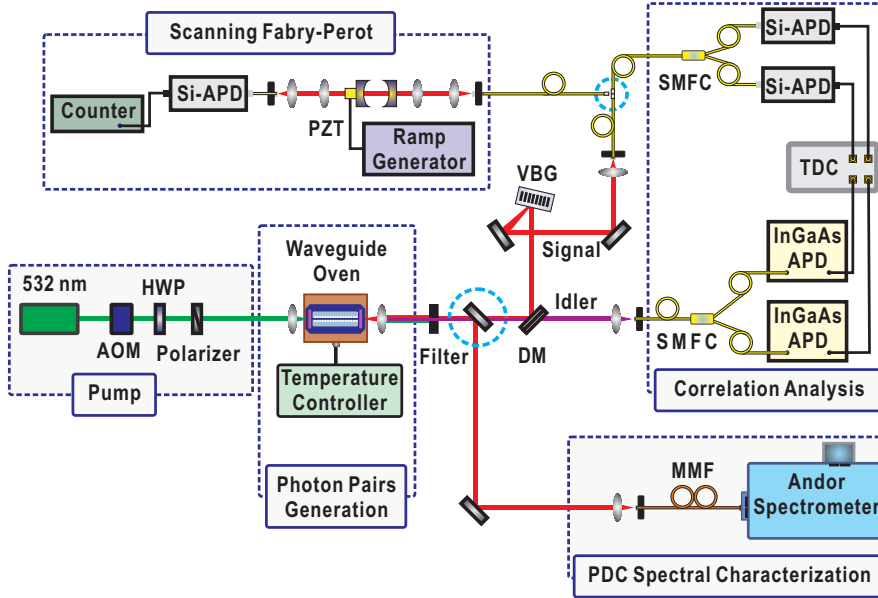 Scanning Fabry-Perot
Counter
Si-APD
PZT
Ramp
Generator
SMFC
Si-APD
Si-APD
TDC
InGaAs
APD
InGaAs
APD
SMFC
Correlation Analysis
VBG
Signal
Idler
DM
Filter
Waveguide
Oven
Temperature
Controller
Photon Pairs
Generation
532 nm
AOM
HWP
Polarizer
Pump
MMF
Andor
Spectrometer
PDC Spectral Characterization